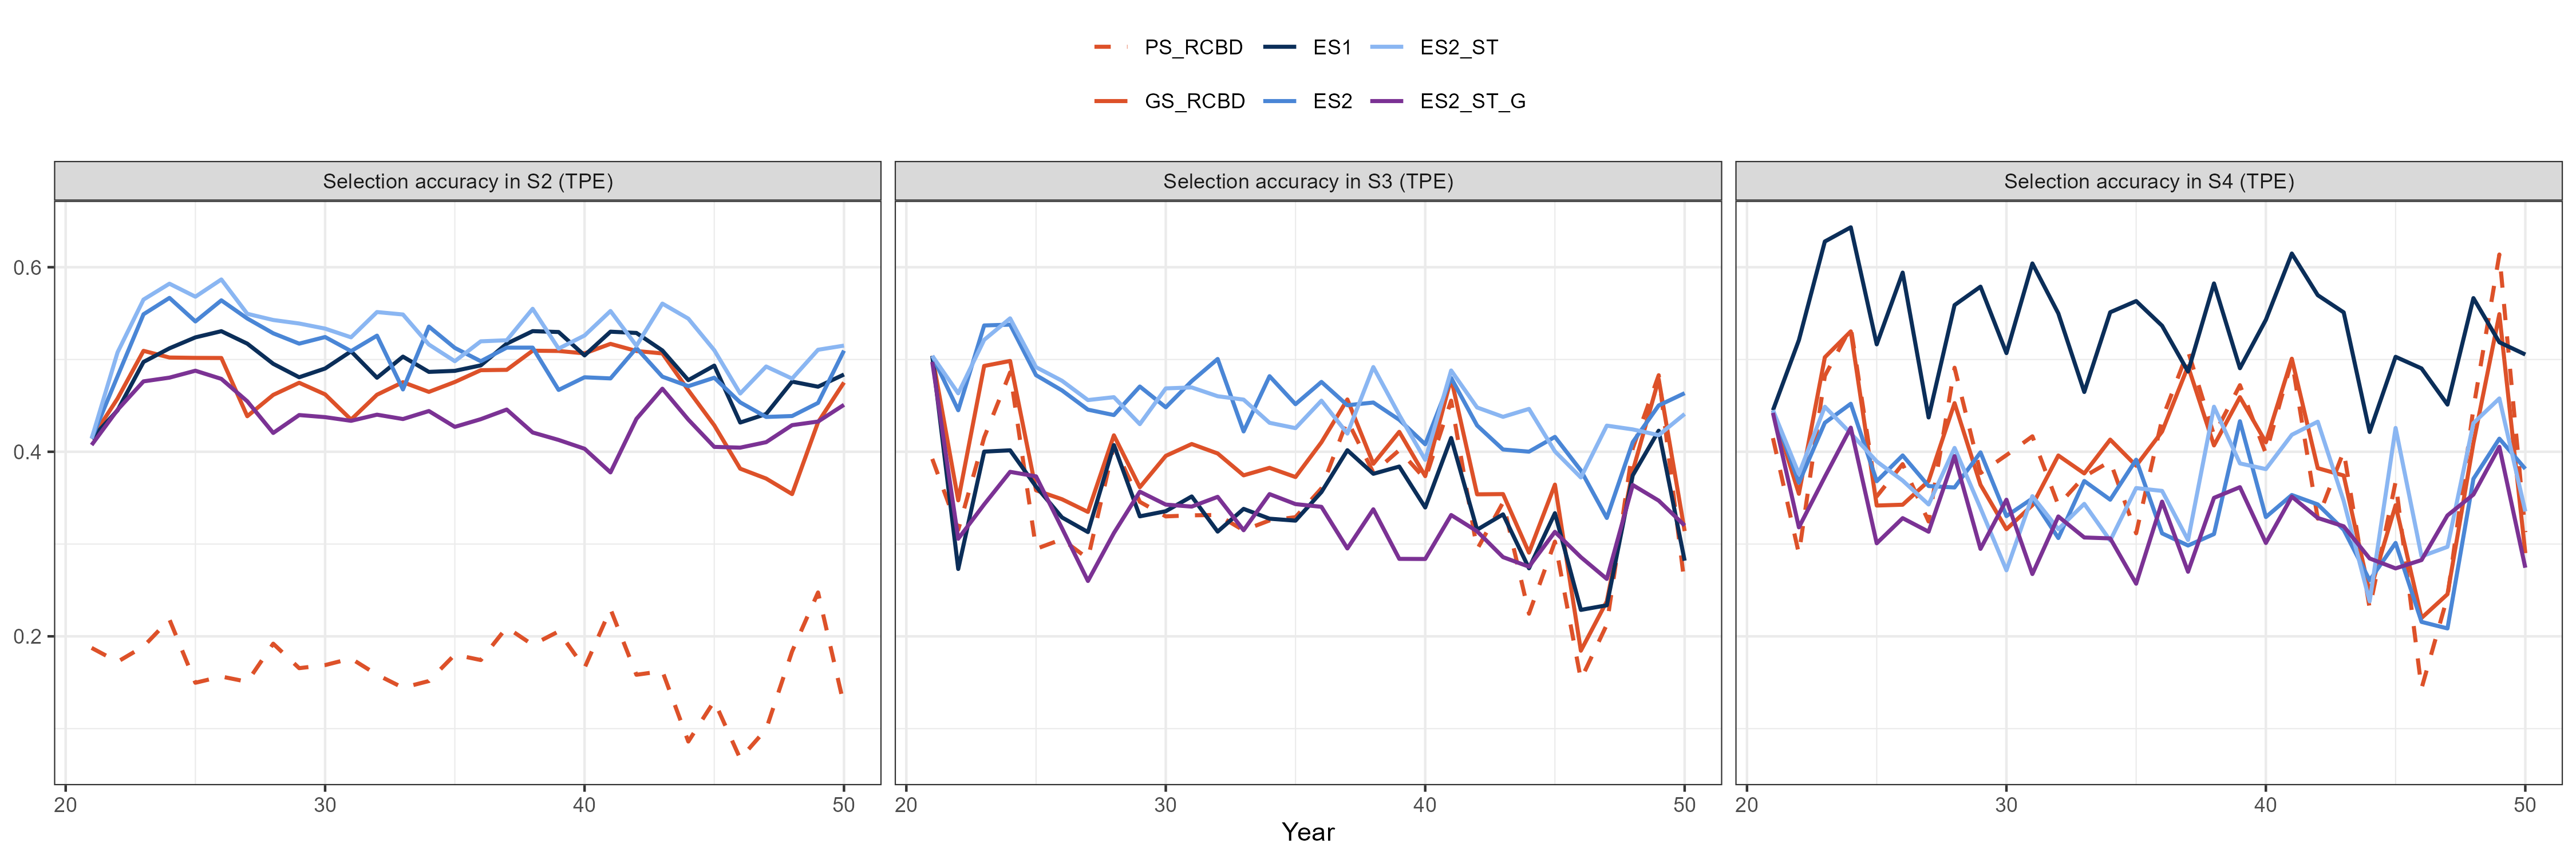 PS_RCBD ES1 ES2_ST
GS_RCBD ES2 ES2_ST_G
Selection accuracy in S2 (TPE) Selection accuracy in S3 (TPE) Selection accuracy in S4 (TPE)
0.6
0.4
0.2
20 30 40 50 20 30 40 50 20 30 40 50
Year